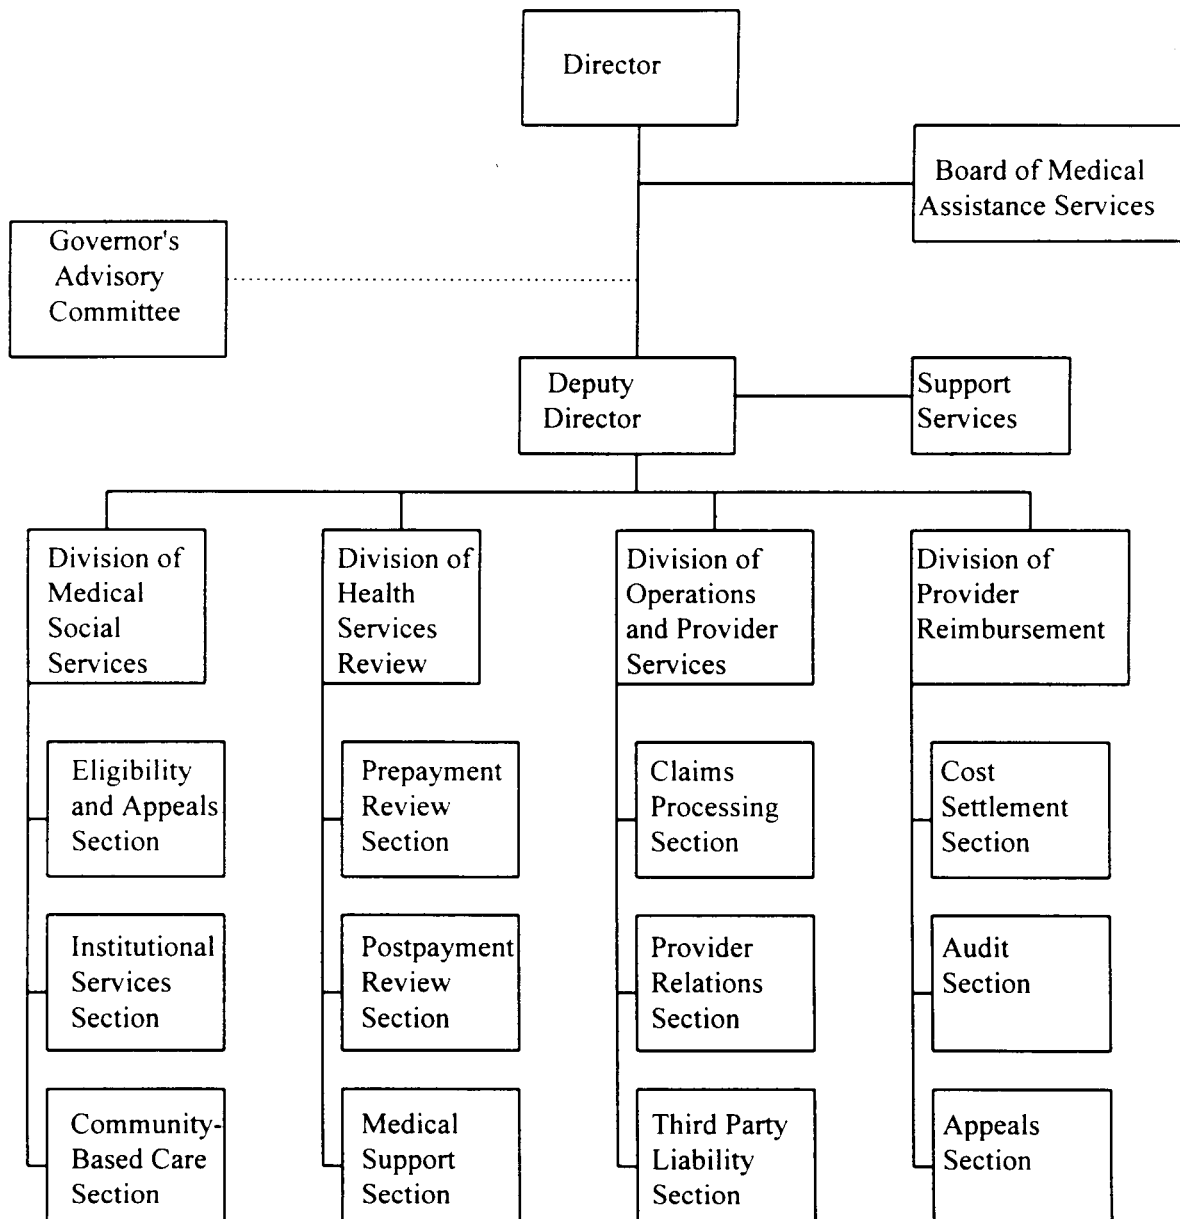 Director
Board of Medical
Assistance Services
Governor's
Advisory
Committee
Deputy
Director
Support
Services
Division of
Medical
Social
Services
Division of
Health
Services
Review
Division of
Operations
and Provider
Services
Division of
Provider
Reimbursement
Eligibility
and Appeals
Section
Prepayment
Review
Section
Claims
Processing
Section
Cost
Settlement
Section
Institutional
Services
Section
Postpayment
Review
Section
Provider
Relations
Section
Audit
Section
Community-
Based Care
Section
Medical
Support
Section
Third Party
Liability
Section
Appeals
Section